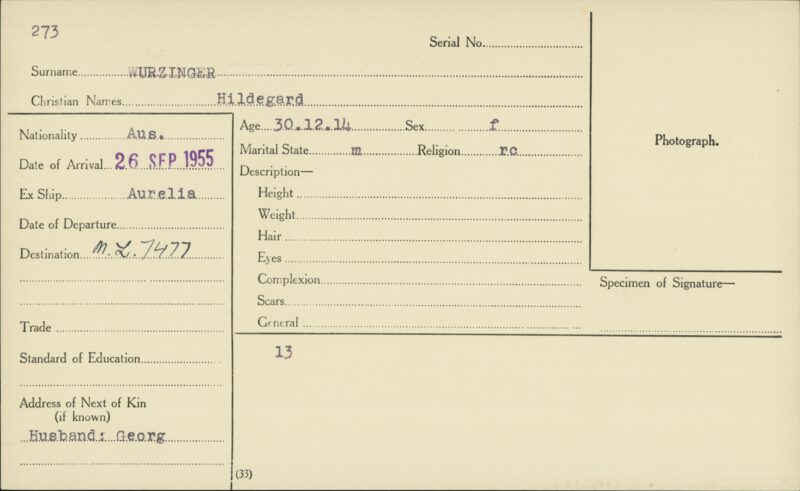 273
Serial No.
Surname WURZINGER
Christian Names Hildegard
Nationality Aus.
Date of Arrival 26 SEP 1955
Ex Ship Aurelia
Date of Departure
Destination M.L. 7477
Trade
Standard of Education
Address of Next of Kin
(if known)
Husband: Georg
Age 30.12.14 Sex f
Marital State m Religion rc
Description—
Height
Weight
Hair
Eyes
Complexion
Scars
General
13
(33)
Photograph.
Specimen of Signature—